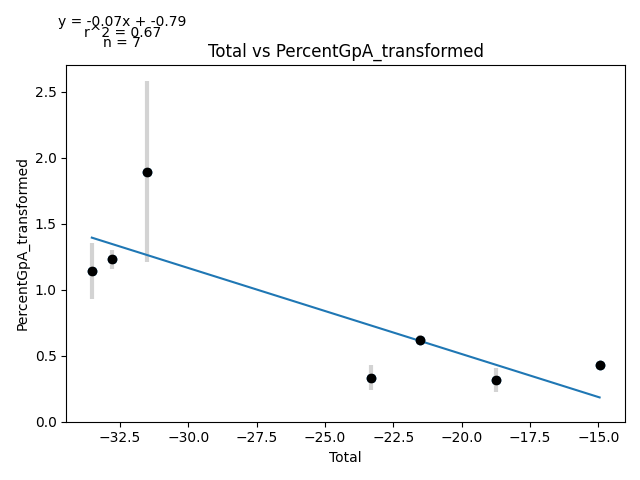 y = -0.07x + -0.79
r^2 = 0.67
n = 7
Total vs PercentGpA_transformed
PercentGpA_transformed
2.5
2.0
1.5
1.0
0.5
0.0
−32.5 −30.0 −27.5 −25.0 −22.5 −20.0 −17.5 −15.0
Total